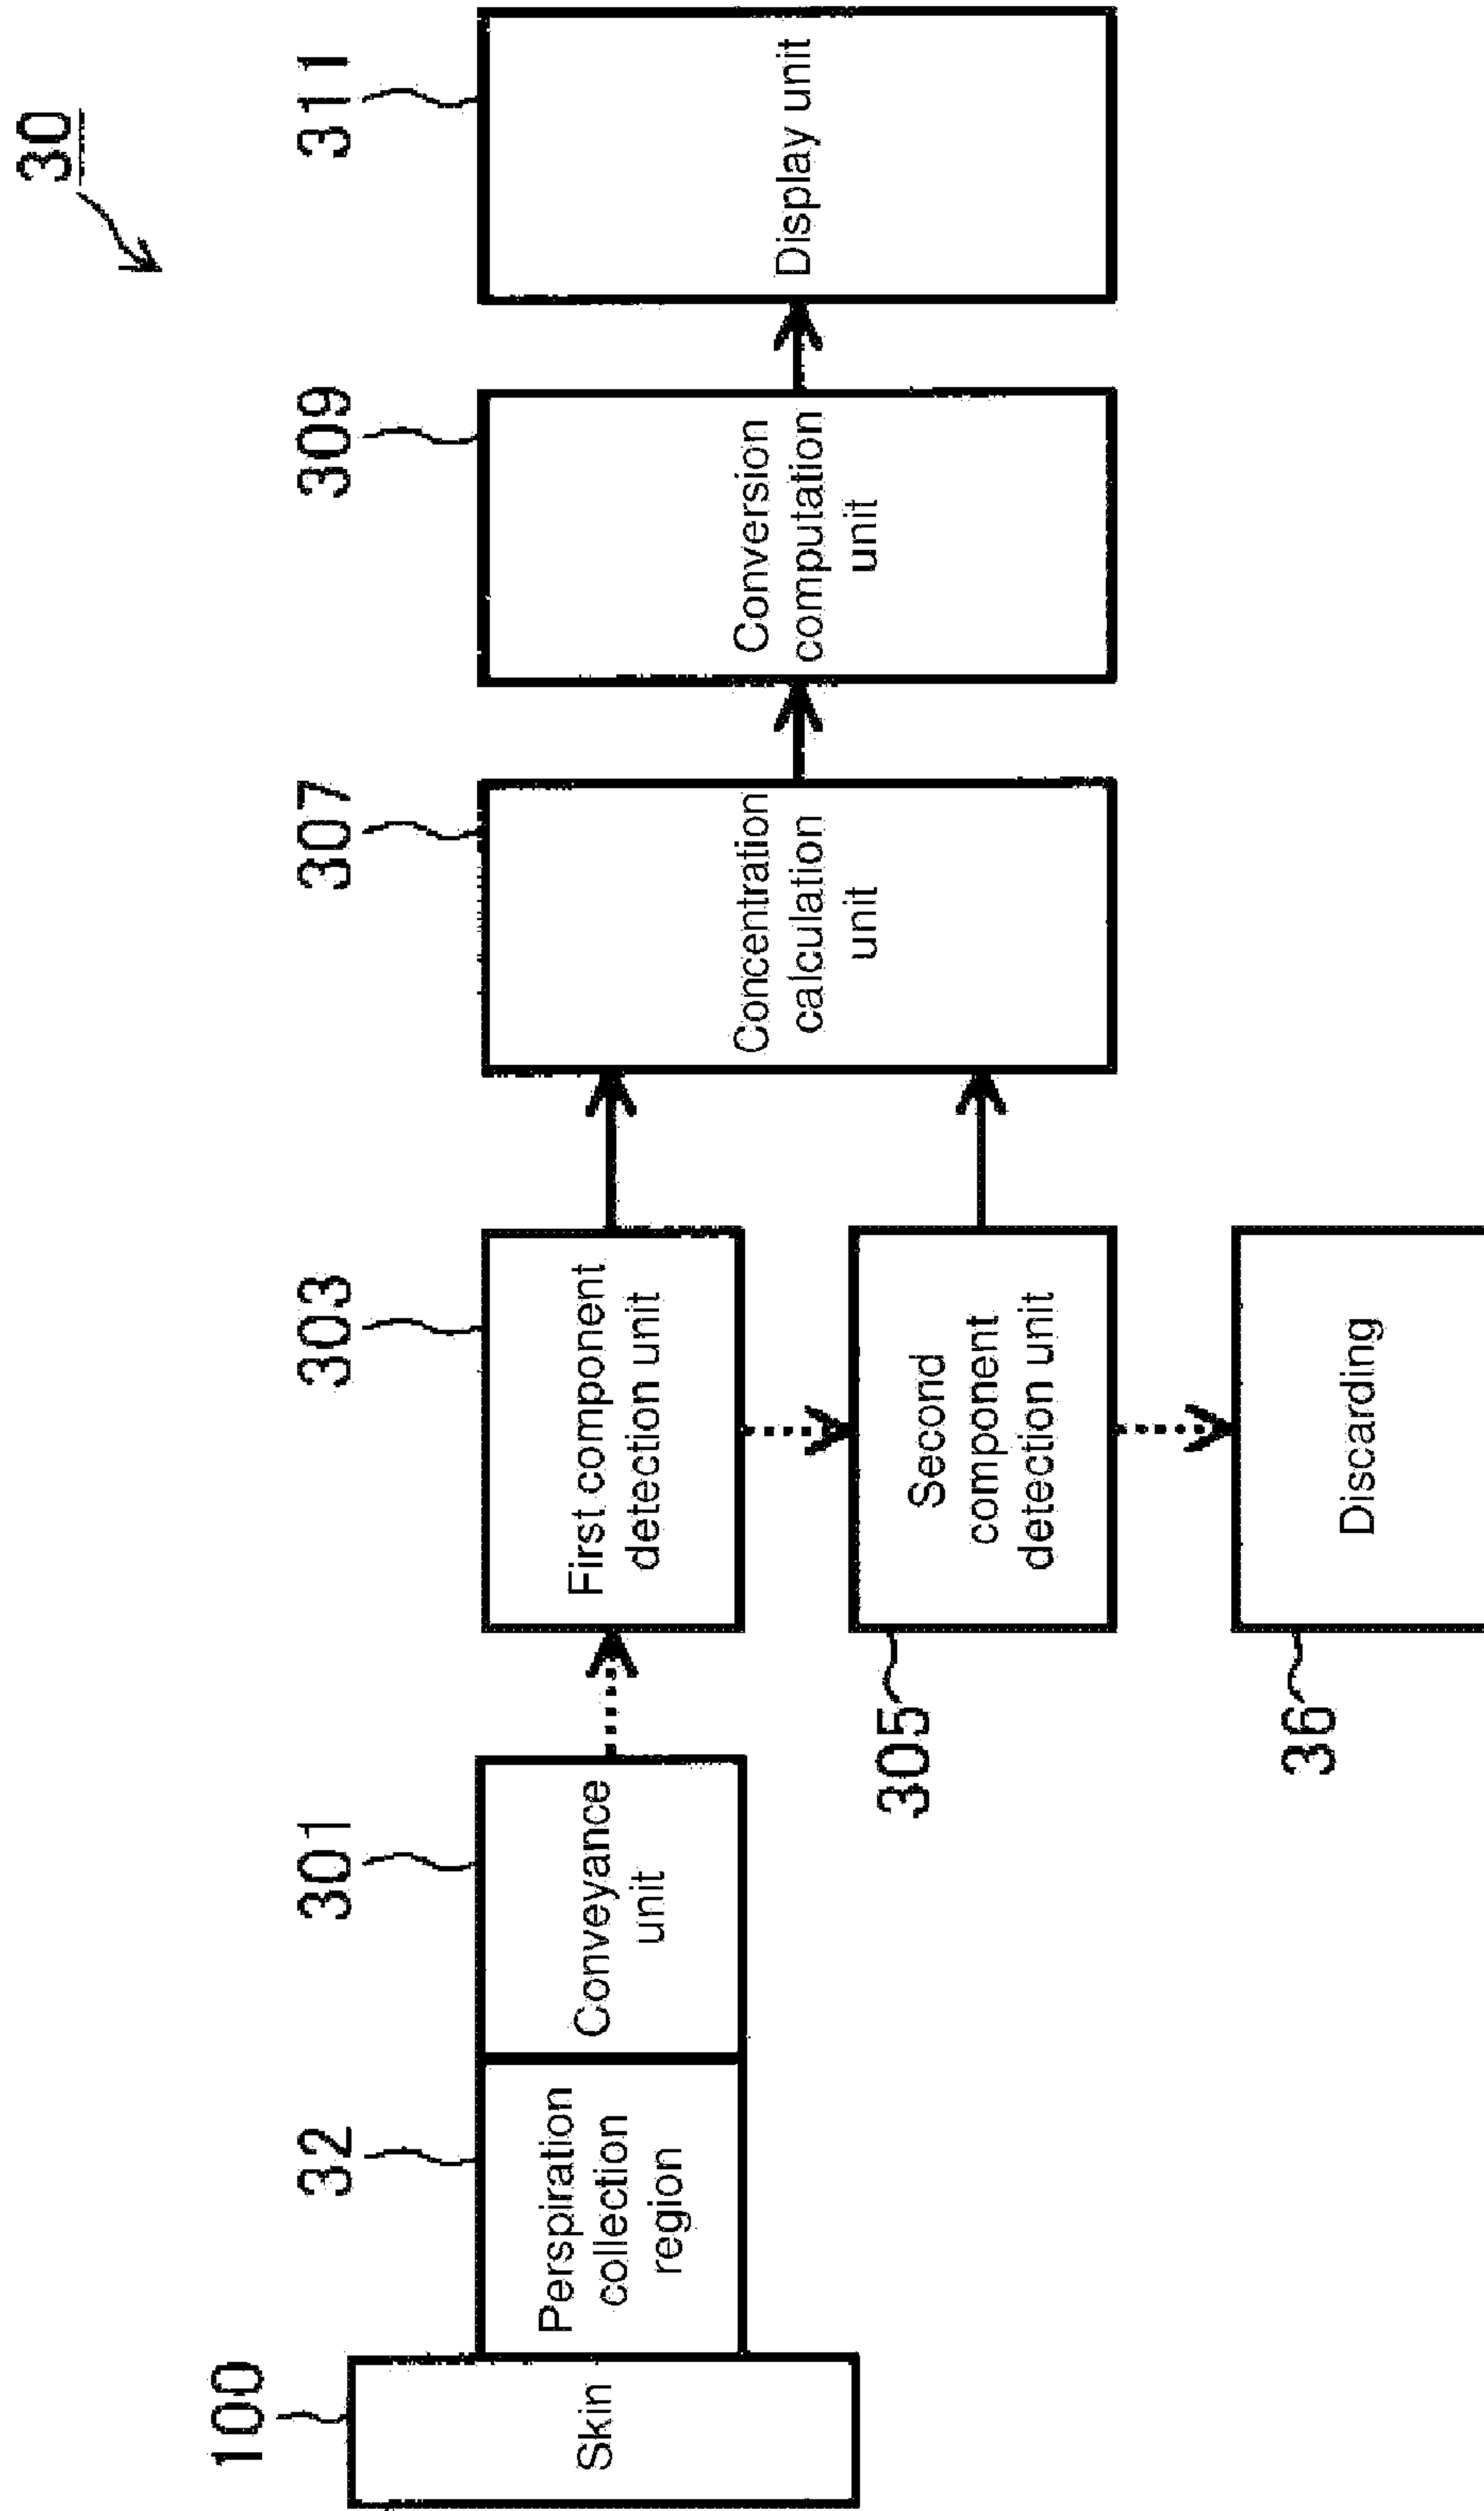 30
100
32
301
303
307
309
311
Skin
Perspiration
collection
region
Conveyance
unit
First component
detection unit
Concentration
calculation
unit
Conversion
computation
unit
Display unit
Second
component
detection unit
305
Discarding
36